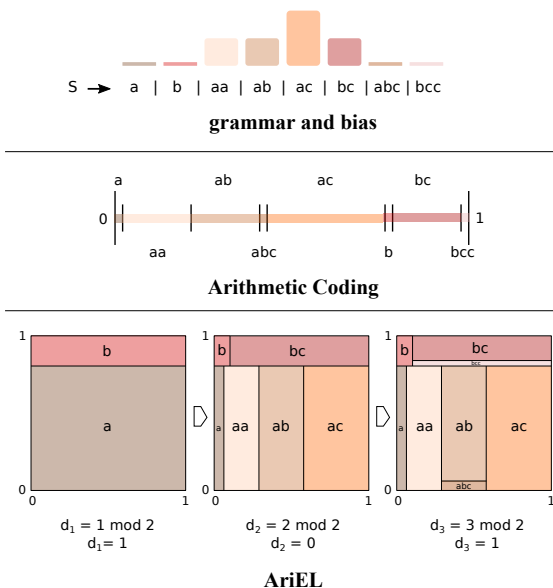 S → a | b | aa | ab | ac | bc | abc | bcc
grammar and bias
a ab ac bc
0 1
aa abc b bcc
Arithmetic Coding
1 b a 0 0 1
1 b bc a aa ab ac 0 0 1
1 b bc bcc a aa ab ac abc 0 0 1
d₁ = 1 mod 2 d₂ = 2 mod 2 d₃ = 3 mod 2
d₁= 1 d₂ = 0 d₃ = 1
AriEL